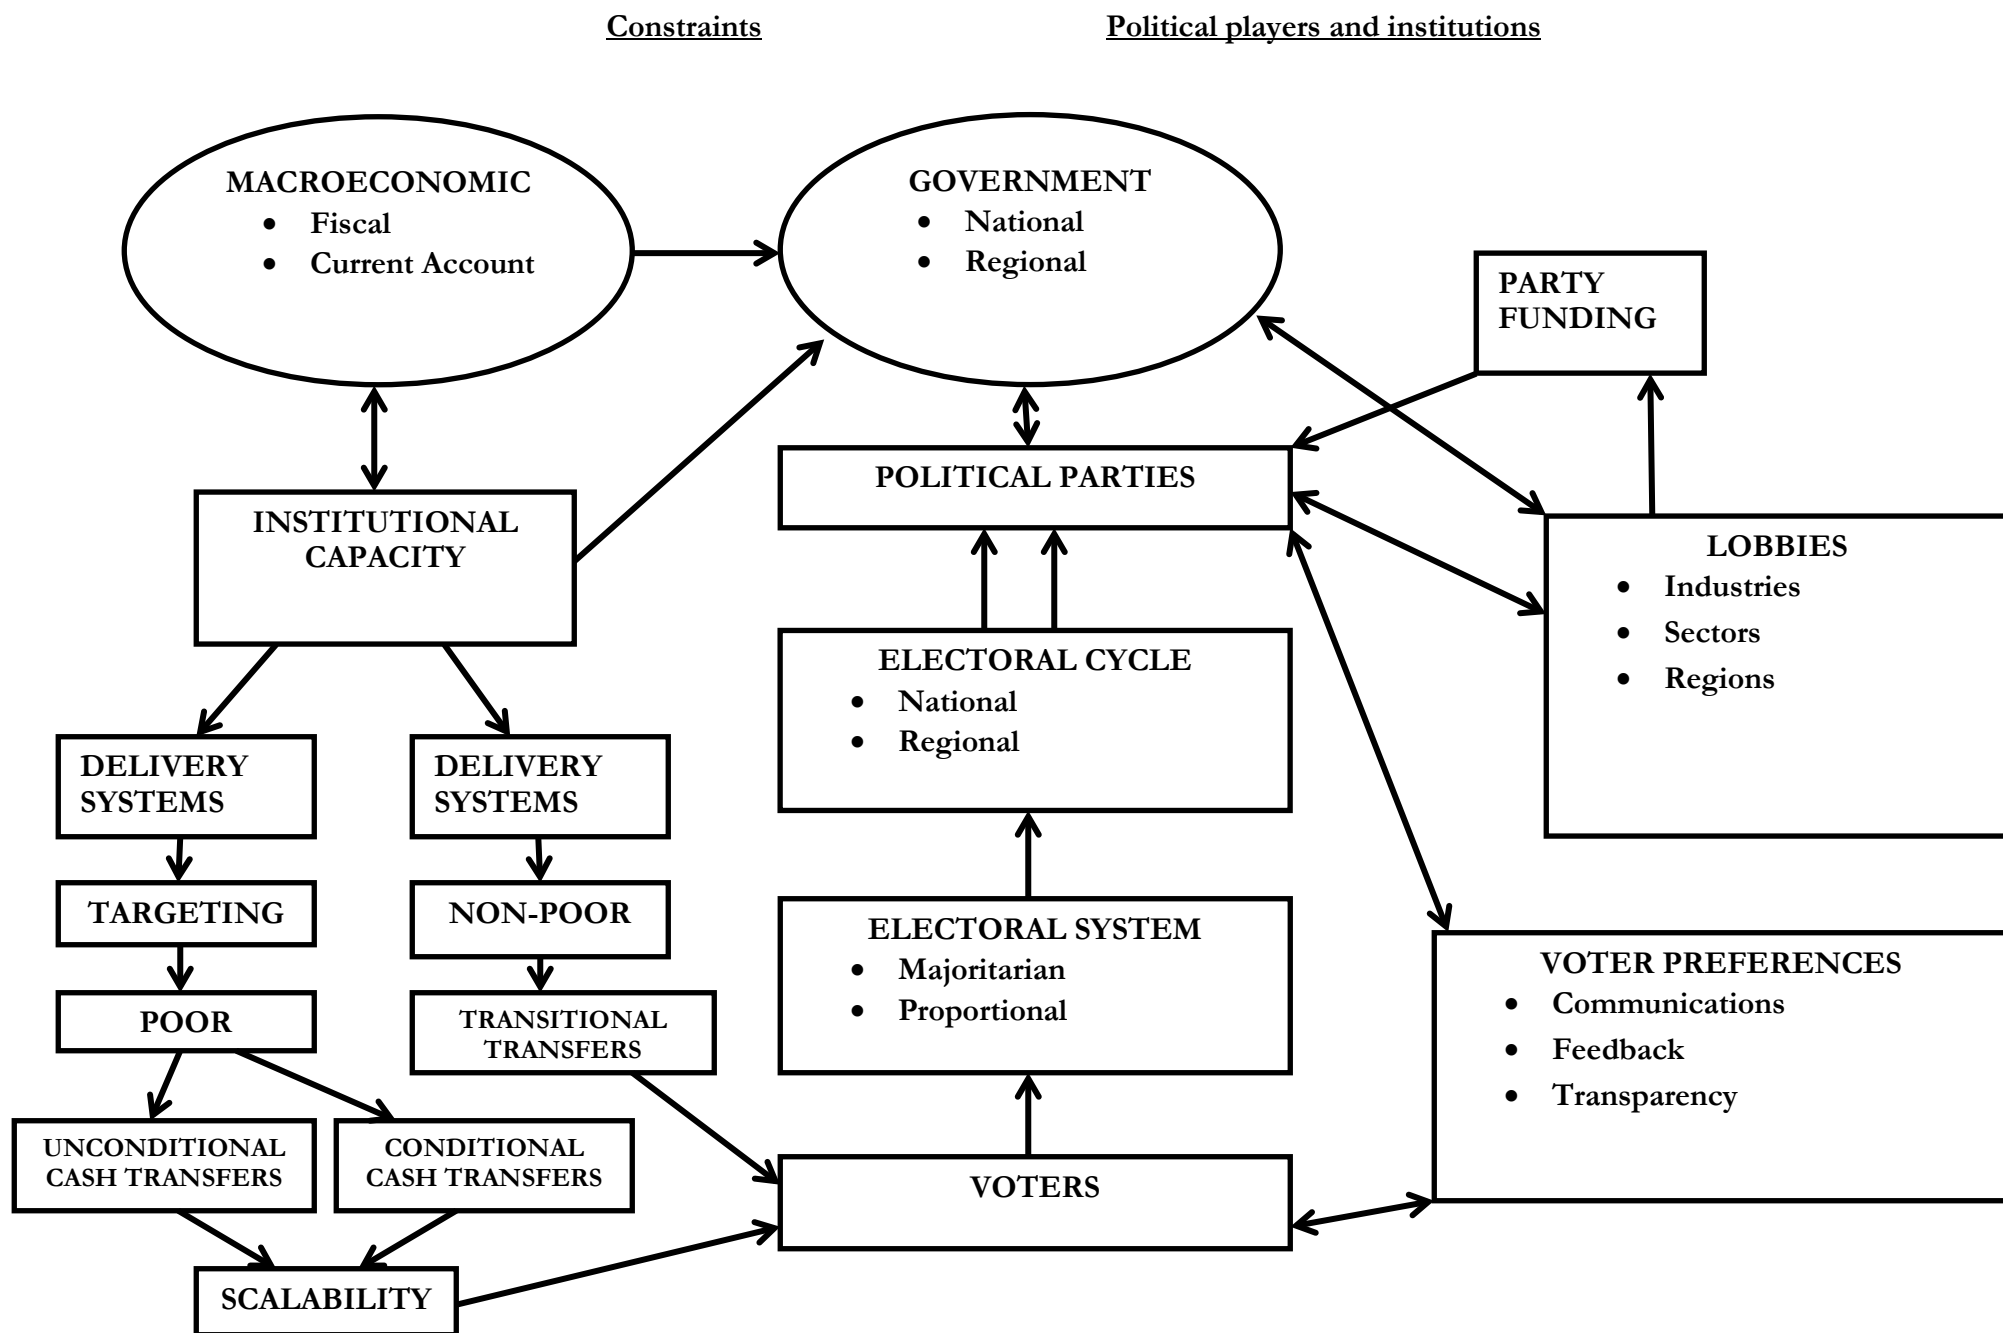 Constraints
Political players and institutions
MACROECONOMIC
• Fiscal
• Current Account
GOVERNMENT
• National
• Regional
PARTY
FUNDING
POLITICAL PARTIES
INSTITUTIONAL
CAPACITY
LOBBIES
• Industries
• Sectors
• Regions
ELECTORAL CYCLE
• National
• Regional
DELIVERY
SYSTEMS
DELIVERY
SYSTEMS
TARGETING
NON-POOR
ELECTORAL SYSTEM
• Majoritarian
• Proportional
VOTER PREFERENCES
• Communications
• Feedback
• Transparency
POOR
TRANSITIONAL
TRANSFERS
UNCONDITIONAL
CASH TRANSFERS
CONDITIONAL
CASH TRANSFERS
VOTERS
SCALABILITY